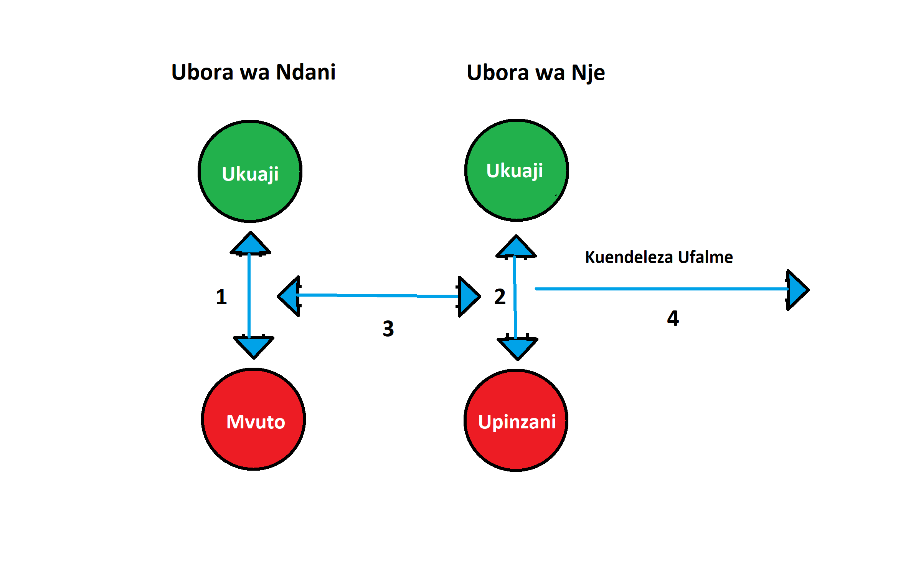 Ubora wa Ndani
Ubora wa Nje
Ukuaji
Ukuaji
Kuendeleza Ufalme
1
2
3
4
Mvuto
Upinzani